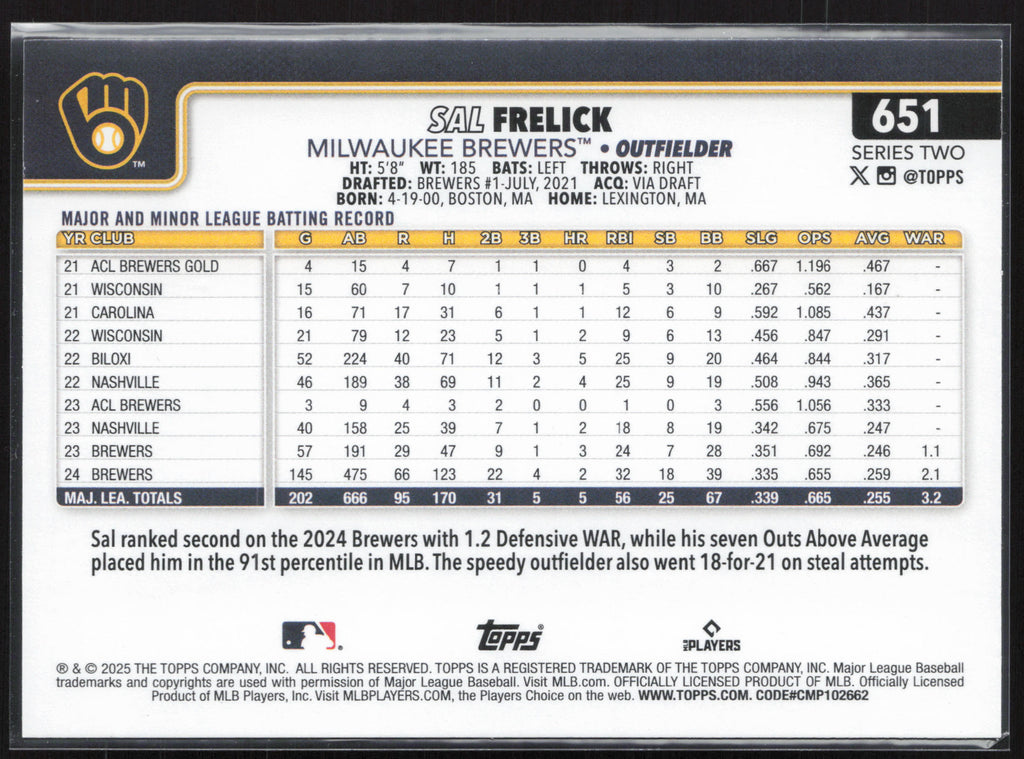 651
SAL FRELICK
SERIES TWO
MILWAUKEE BREWERS™ • OUTFIELDER
@TOPPS
HT: 5'8" WT: 185 BATS: LEFT THROWS: RIGHT
DRAFTED: BREWERS #1-JULY, 2021 ACQ: VIA DRAFT
BORN: 4-19-00, BOSTON, MA HOME: LEXINGTON, MA
TM
MAJOR AND MINOR LEAGUE BATTING RECORD
YR CLUB G AB R H 2B 3B HR RBI SB BB SLG OPS AVG WAR
21 ACL BREWERS GOLD 4 15 4 7 1 1 0 4 3 2 .667 1.196 .467 -
21 WISCONSIN 15 60 7 10 1 1 1 5 3 10 .267 .562 .167 -
21 CAROLINA 16 71 17 31 6 1 1 12 6 9 .592 1.085 .437 -
22 WISCONSIN 21 79 12 23 5 1 2 9 6 13 .456 .847 .291 -
22 BILOXI 52 224 40 71 12 3 5 25 9 20 .464 .844 .317 -
22 NASHVILLE 46 189 38 69 11 2 4 25 9 19 .508 .943 .365 -
23 ACL BREWERS 3 9 4 3 2 0 0 1 0 3 .556 1.056 .333 -
23 NASHVILLE 40 158 25 39 7 1 2 18 8 19 .342 .675 .247 -
23 BREWERS 57 191 29 47 9 1 3 24 7 28 .351 .692 .246 1.1
24 BREWERS 145 475 66 123 22 4 2 32 18 39 .335 .655 .259 2.1
MAJ. LEA. TOTALS 202 666 95 170 31 5 5 56 25 67 .339 .665 .255 3.2
Sal ranked second on the 2024 Brewers with 1.2 Defensive WAR, while his seven Outs Above Average
placed him in the 91st percentile in MLB. The speedy outfielder also went 18-for-21 on steal attempts.
Topps®
MLB PLAYERS
® & © 2025 THE TOPPS COMPANY, INC. ALL RIGHTS RESERVED. TOPPS IS A REGISTERED TRADEMARK OF THE TOPPS COMPANY, INC. Major League Baseball
trademarks and copyrights are used with permission of Major League Baseball. Visit MLB.com. OFFICIALLY LICENSED PRODUCT OF MLB. Officially Licensed
Product of MLB Players, Inc. Visit MLBPLAYERS.COM, the Players Choice on the web. WWW.TOPPS.COM. CODE#CMP102662